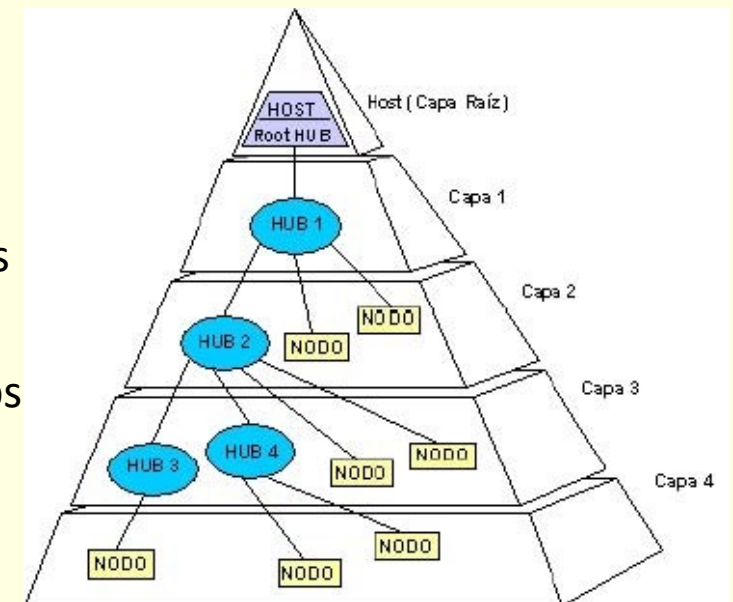 HOST
Root HUB
Host (Capa Raíz)
HUB 1
Capa 1
HUB 2
NODO
NODO
Capa 2
HUB 3
HUB 4
NODO
NODO
Capa 3
NODO
NODO
NODO
Capa 4